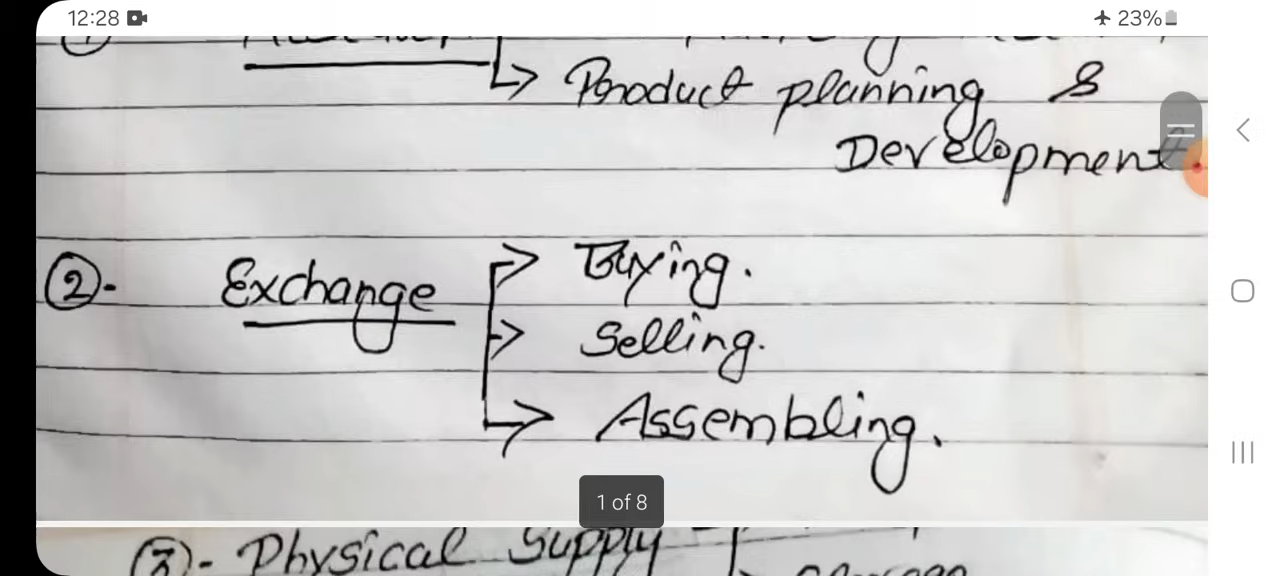 12:28
23%
Product planning &
Development
②- Exchange
Buying.
Selling.
Assembling.
1 of 8
③- Physical Supply